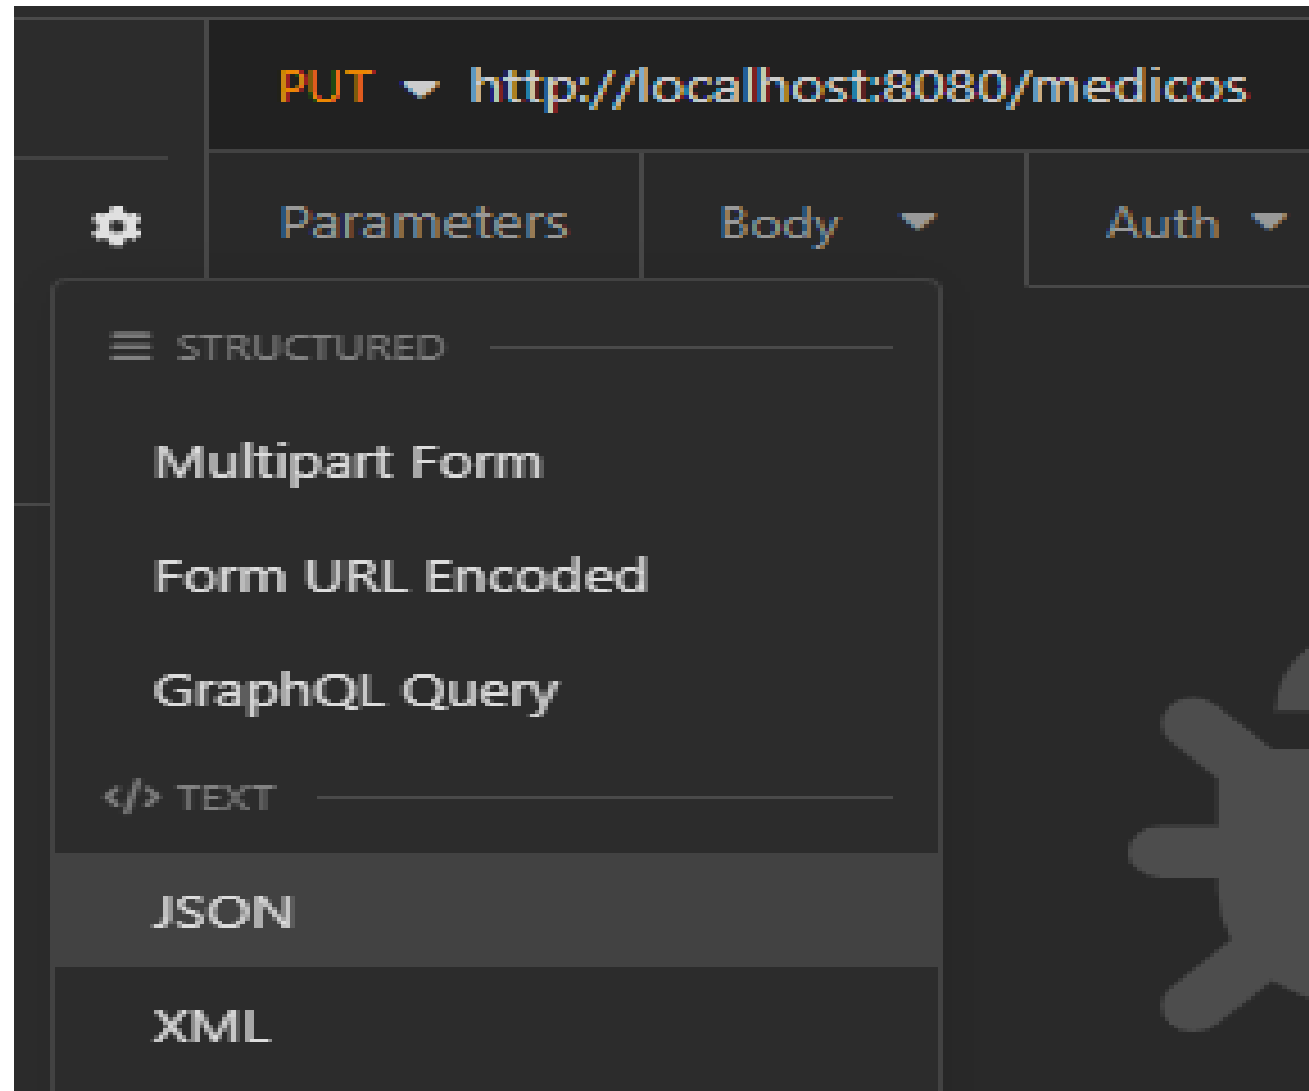 PUT http://localhost:8080/medicos
Parameters Body Auth
STRUCTURED
Multipart Form
Form URL Encoded
GraphQL Query
</> TEXT
JSON
XML